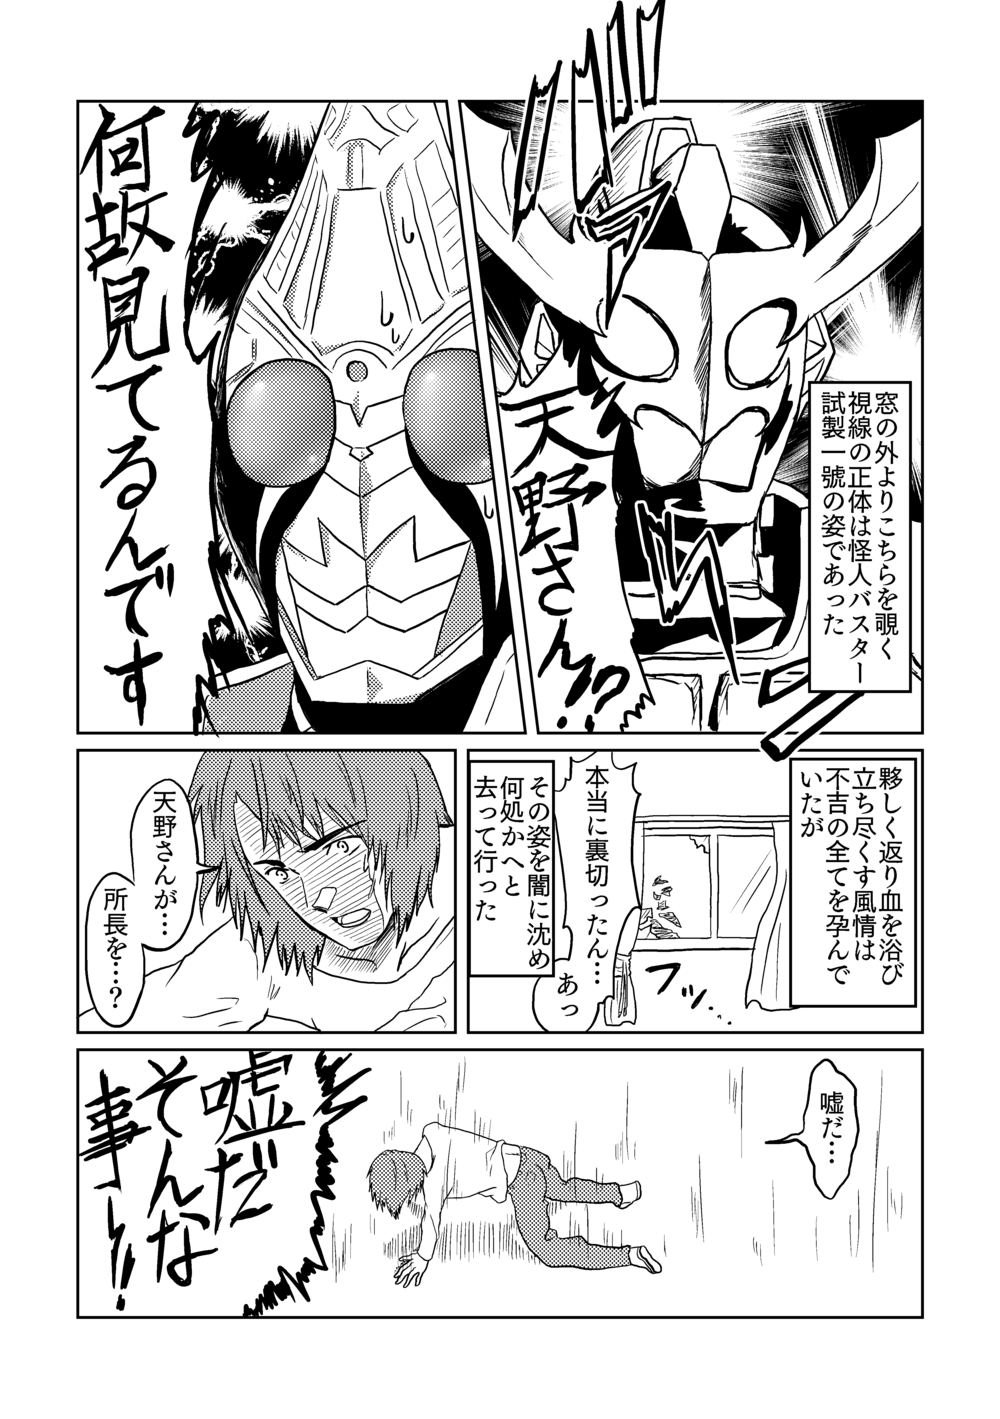 窓の外よりこちらを覗く
視線の正体は怪人バスター
試製一號の姿であった
天野さん!?
何故見てるんです
夥しく返り血を浴び
立ち尽くす風情は
不吉の全てを孕んで
いたが
本当に裏切ったん…
あっ
その姿を闇に沈め
何処かへと
去って行った
天野さんが…
所長を…?
嘘だ…
嘘だ
そんな
事ー!